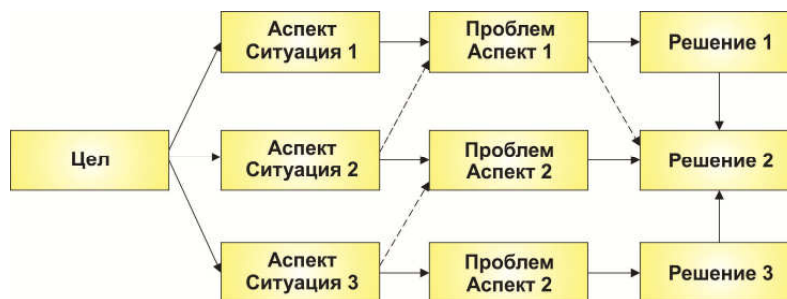 Аспект
Ситуация 1
Проблем
Аспект 1
Решение 1
Цел
Аспект
Ситуация 2
Проблем
Аспект 2
Решение 2
Аспект
Ситуация 3
Проблем
Аспект 2
Решение 3